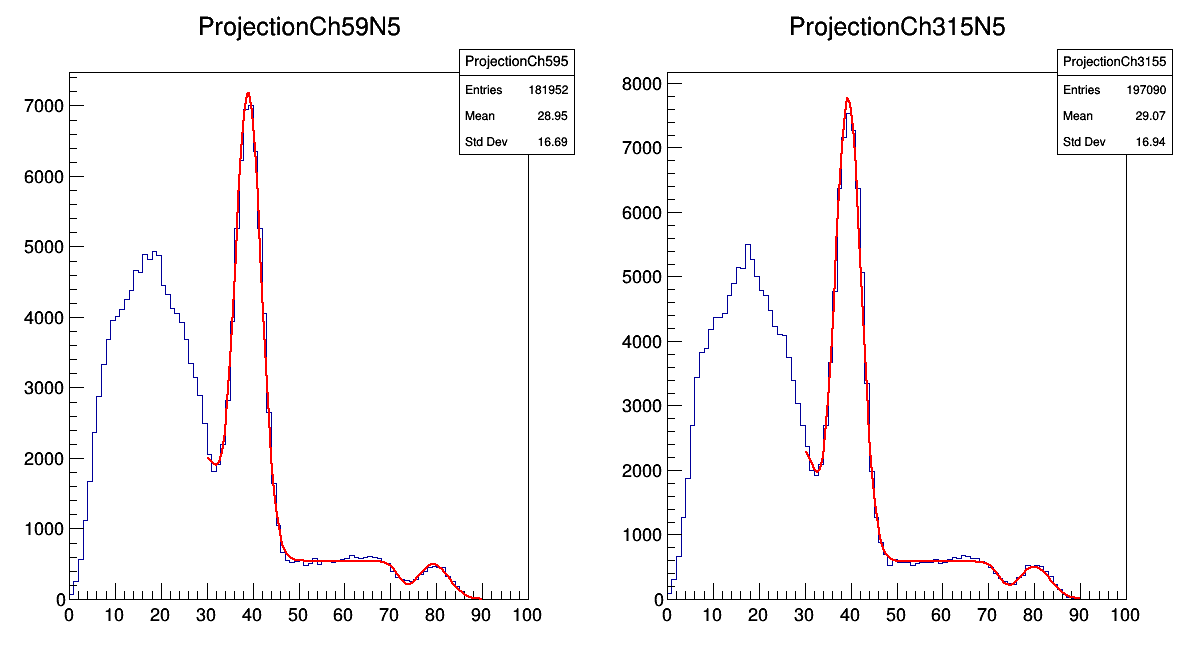 ProjectionCh59N5
ProjectionCh595
Entries 181952
Mean 28.95
Std Dev 16.69
7000
6000
5000
4000
3000
2000
1000
0
0 10 20 30 40 50 60 70 80 90 100
ProjectionCh315N5
ProjectionCh3155
Entries 197090
Mean 29.07
Std Dev 16.94
8000
7000
6000
5000
4000
3000
2000
1000
0
0 10 20 30 40 50 60 70 80 90 100